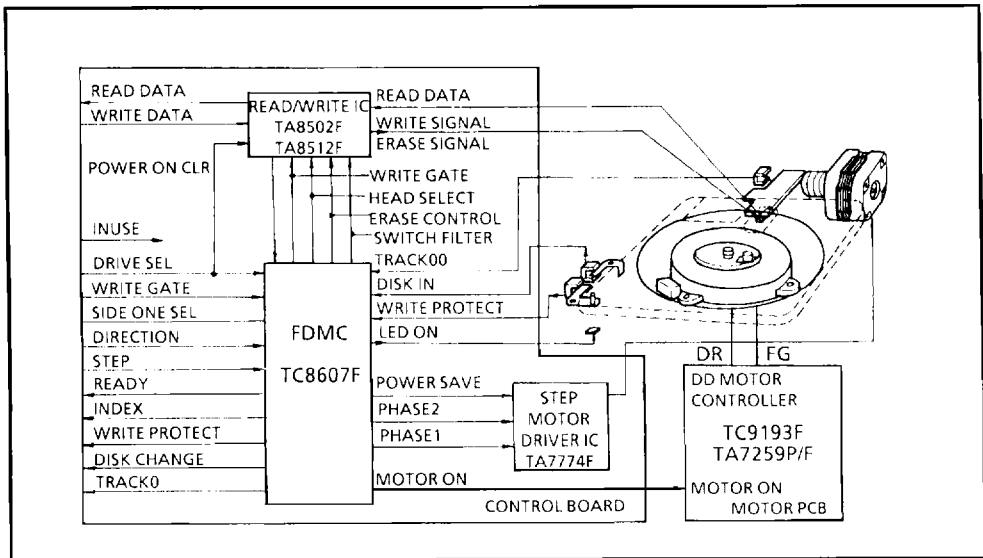 READ DATA
WRITE DATA
POWER ON CLR
INUSE
DRIVE SEL
WRITE GATE
SIDE ONE SEL
DIRECTION
STEP
READY
INDEX
WRITE PROTECT
DISK CHANGE
TRACK0
READ/WRITE IC
TA8502F
TA8512F
READ DATA
WRITE SIGNAL
ERASE SIGNAL
WRITE GATE
HEAD SELECT
ERASE CONTROL
SWITCH FILTER
TRACK00
DISK IN
WRITE PROTECT
LED ON
FDMC
TC8607F
POWER SAVE
PHASE2
PHASE1
MOTOR ON
STEP
MOTOR
DRIVER IC
TA7774F
CONTROL BOARD
DR FG
DD MOTOR
CONTROLLER
TC9193F
TA7259P/F
MOTOR ON
MOTOR PCB